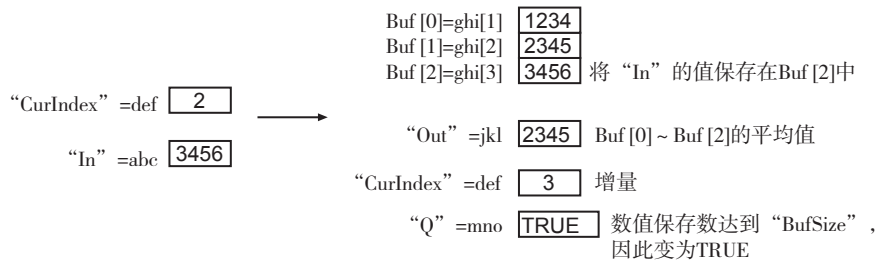 Buf [0]=ghi[1] 1234
Buf [1]=ghi[2] 2345
Buf [2]=ghi[3] 3456 将“In”的值保存在Buf [2]中
“CurIndex”=def 2
“In”=abc 3456
“Out”=jkl 2345 Buf [0] ~ Buf [2]的平均值
“CurIndex”=def 3 增量
“Q”=mno TRUE 数值保存数达到“BufSize”,
因此变为TRUE